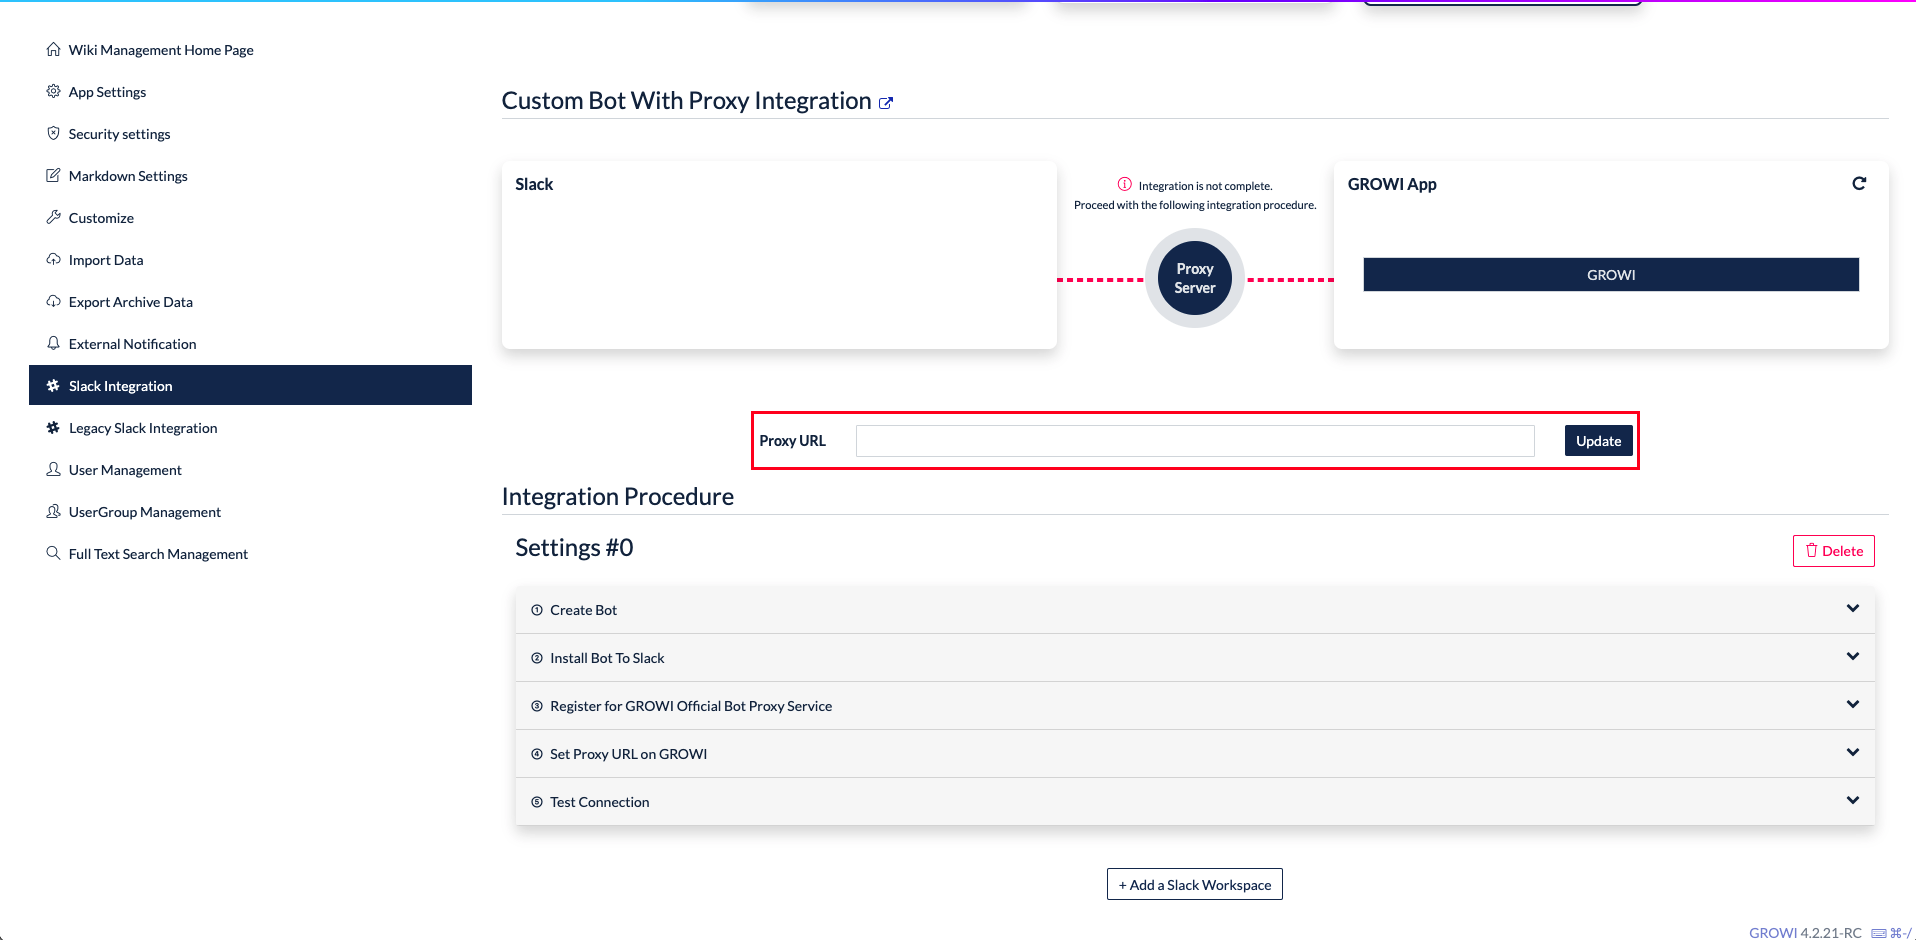 Wiki Management Home Page
App Settings
Security settings
Markdown Settings
Customize
Import Data
Export Archive Data
External Notification
Slack Integration
Legacy Slack Integration
User Management
UserGroup Management
Full Text Search Management
Custom Bot With Proxy Integration
Slack
Integration is not complete.
Proceed with the following integration procedure.
Proxy
Server
GROWI App
GROWI
Proxy URL
Update
Integration Procedure
Settings #0
Delete
① Create Bot
② Install Bot To Slack
③ Register for GROWI Official Bot Proxy Service
④ Set Proxy URL on GROWI
⑤ Test Connection
+ Add a Slack Workspace
GROWI 4.2.21-RC ⌘-/